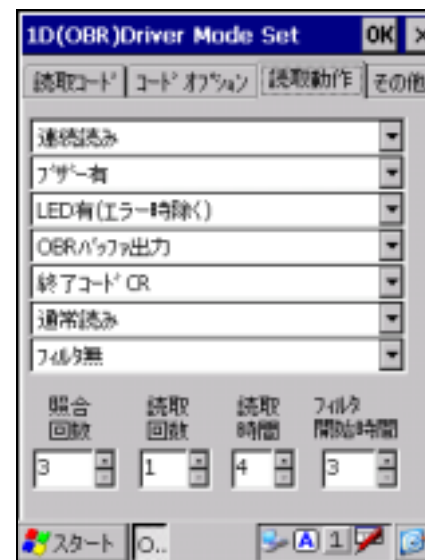 1D(OBR)Driver Mode Set OK ×
読取コード コードオプション 読取動作 その他
連続読み
ブザー有
LED有(エラー時除く)
OBRバッファ出力
終了コード CR
通常読み
フィルタ無
照合 読取 読取 フィルタ
回数 回数 時間 開始時間
3 1 4 3
スタート O.. A 1